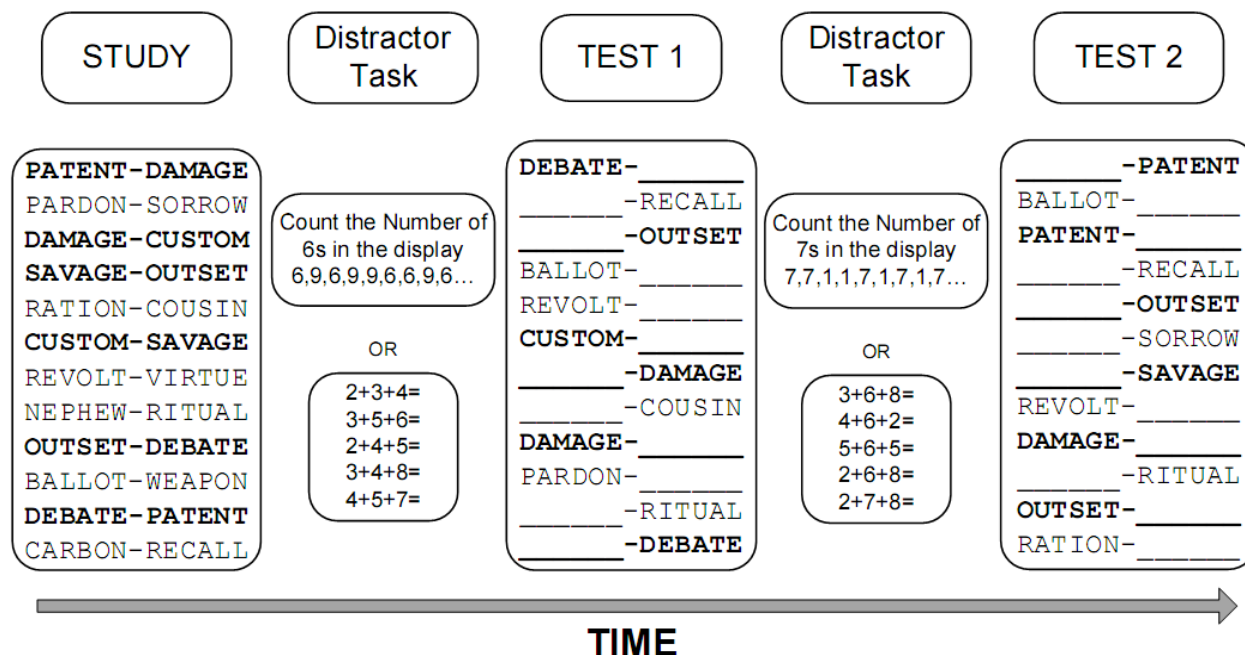 STUDY
Distractor
Task
TEST 1
Distractor
Task
TEST 2
PATENT-DAMAGE
PARDON-SORROW
DAMAGE-CUSTOM
SAVAGE-OUTSET
RATION-COUSIN
CUSTOM-SAVAGE
REVOLT-VIRTUE
NEPHEW-RITUAL
OUTSET-DEBATE
BALLOT-WEAPON
DEBATE-PATENT
CARBON-RECALL
Count the Number of
6s in the display
6,9,6,9,9,6,6,9,6…
OR
2+3+4=
3+5+6=
2+4+5=
3+4+8=
4+5+7=
DEBATE-______
______-RECALL
______-OUTSET
BALLOT-______
REVOLT-______
CUSTOM-______
______-DAMAGE
______-COUSIN
DAMAGE-______
PARDON-______
______-RITUAL
______-DEBATE
Count the Number of
7s in the display
7,7,1,1,7,1,7,1,7…
OR
3+6+8=
4+6+2=
5+6+5=
2+6+8=
2+7+8=
______-PATENT
BALLOT-______
PATENT-______
______-RECALL
______-OUTSET
______-SORROW
______-SAVAGE
REVOLT-______
DAMAGE-______
______-RITUAL
OUTSET-______
RATION-______
TIME